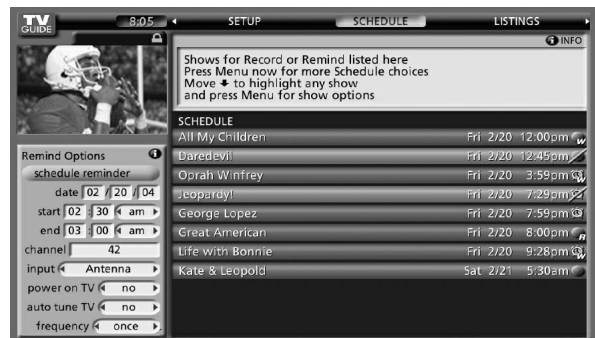 TV
GUIDE
8:05
SETUP
SCHEDULE
LISTINGS
i INFO
Shows for Record or Remind listed here
Press Menu now for more Schedule choices
Move ↓ to highlight any show
and press Menu for show options
SCHEDULE
All My Children Fri 2/20 12:00pm W
Daredevil Fri 2/20 12:45pm
Oprah Winfrey Fri 2/20 3:59pm W
Jeopardy! Fri 2/20 7:29pm
George Lopez Fri 2/20 7:59pm
Great American Fri 2/20 8:00pm R
Life with Bonnie Fri 2/20 9:28pm W
Kate & Leopold Sat 2/21 5:30am
Remind Options i
schedule reminder
date 02 / 20 / 04
start 02 : 30 am
end 03 : 00 am
channel 42
input Antenna
power on TV no
auto tune TV no
frequency once